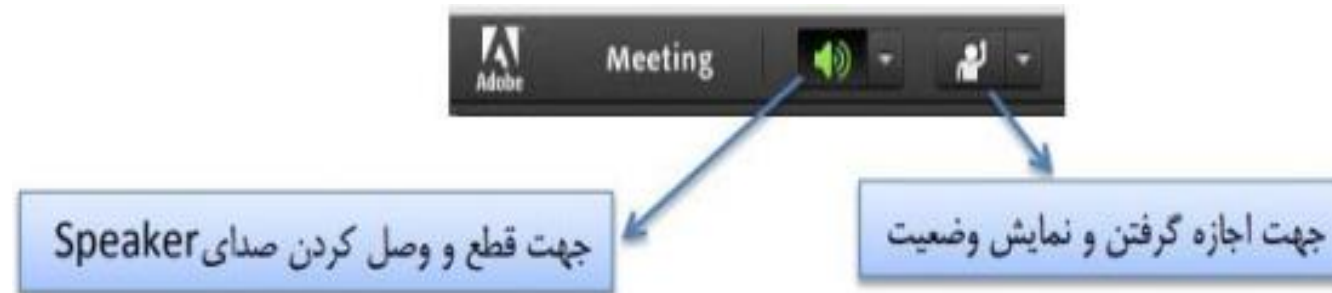 Adobe
Meeting
جهت قطع و وصل کردن صدای Speaker
جهت اجازه گرفتن و نمایش وضعیت